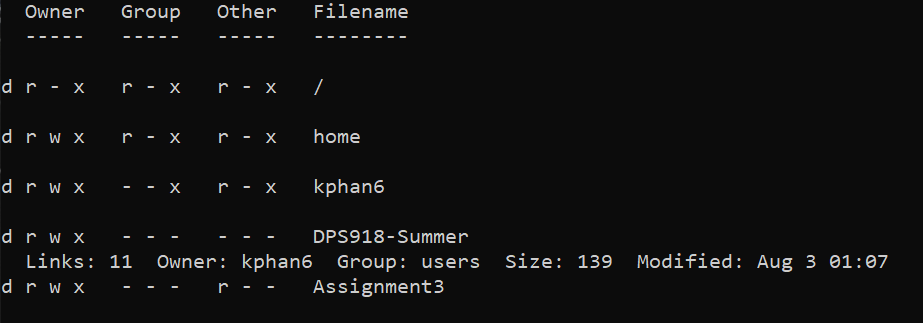 Owner Group Other Filename
----- ----- ----- --------
d r - x r - x r - x /
d r w x r - x r - x home
d r w x - - x r - x kphan6
d r w x - - - - - - DPS918-Summer
Links: 11 Owner: kphan6 Group: users Size: 139 Modified: Aug 3 01:07
d r w x - - - r - - Assignment3